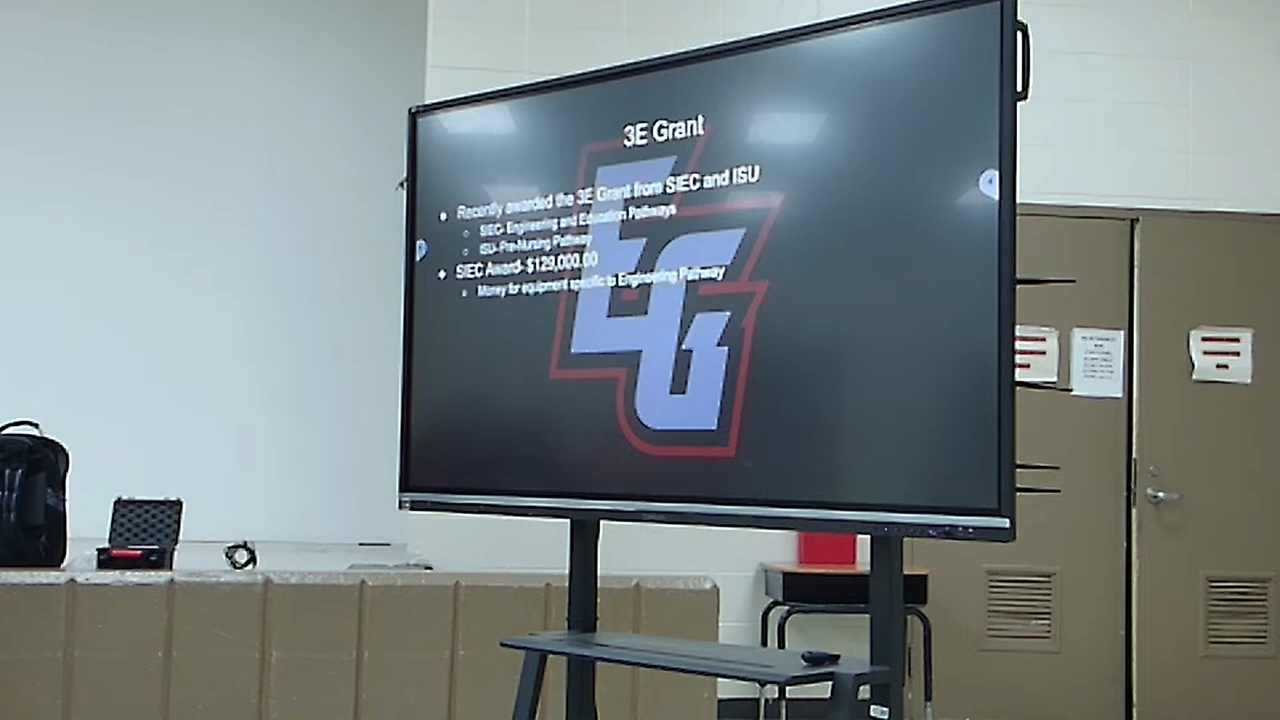 3E Grant
Recently awarded the 3E Grant from SIEC and ISU
SIEC- Engineering and Education Pathways
ISU- Pre-Nursing Pathway
SIEC Award- $129,000.00
Money for equipment specific to Engineering Pathway
EG